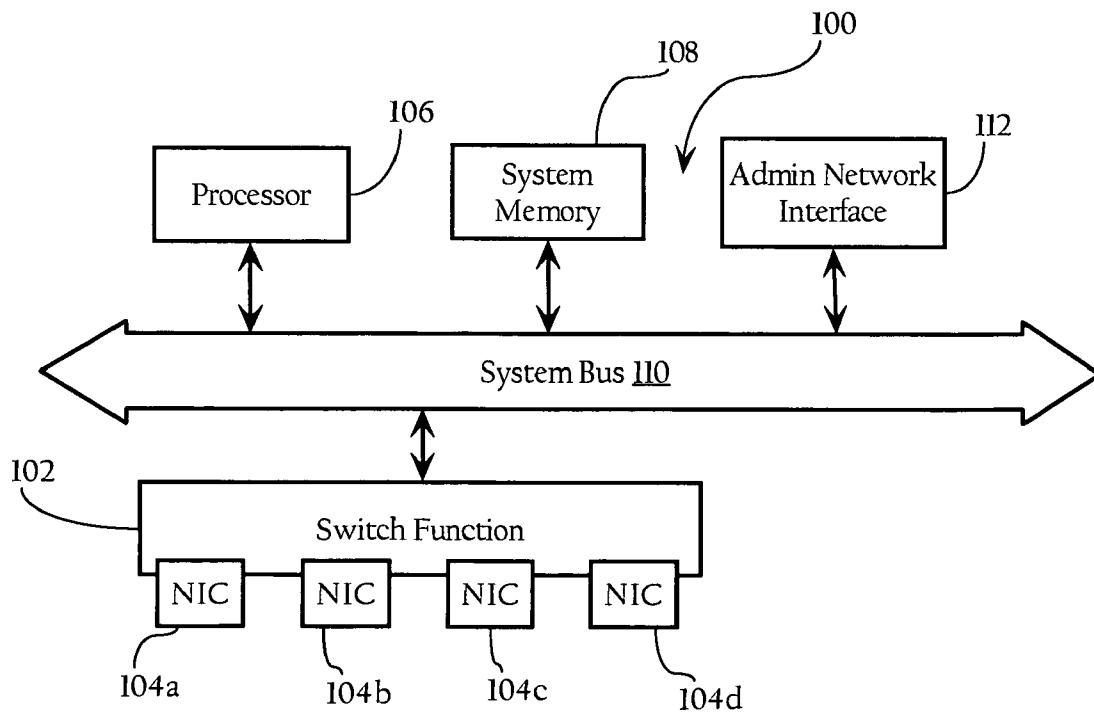 100
108
106
112
Processor
System
Memory
Admin Network
Interface
System Bus 110
102
Switch Function
NIC
NIC
NIC
NIC
104a
104b
104c
104d